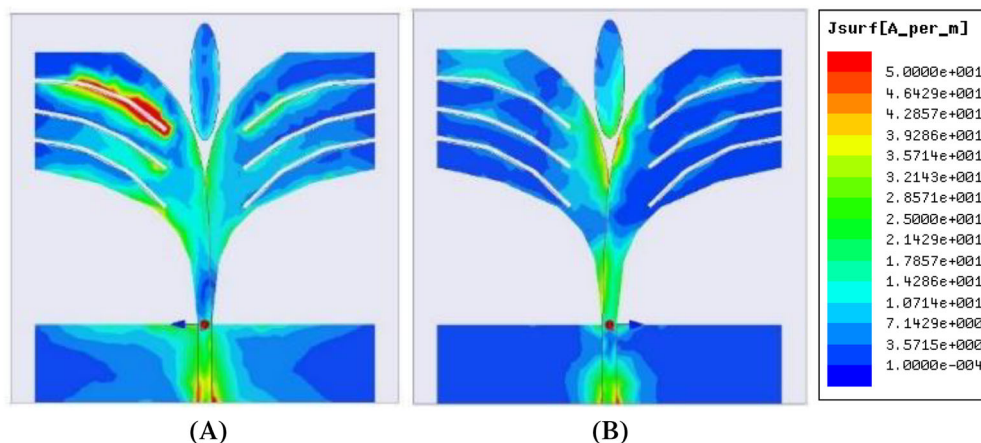 Jsurf[A_per_m]
5.0000e+001
4.6429e+001
4.2857e+001
3.9286e+001
3.5714e+001
3.2143e+001
2.8571e+001
2.5000e+001
2.1429e+001
1.7857e+001
1.4286e+001
1.0714e+001
7.1429e+000
3.5715e+000
1.0000e-004
(A)
(B)